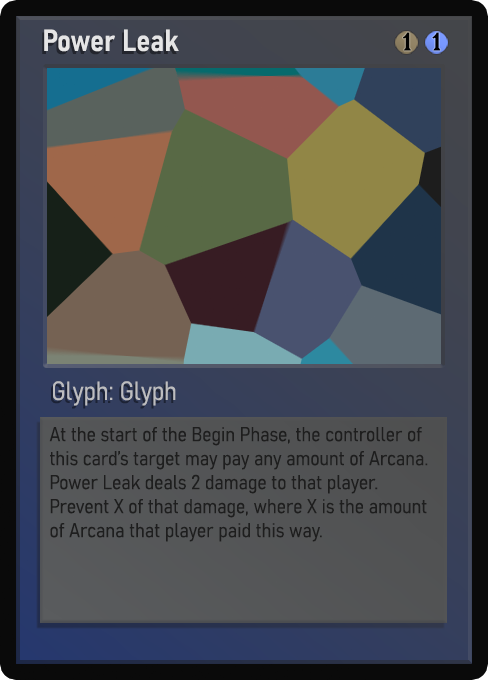 Power Leak 1 1
Glyph: Glyph
At the start of the Begin Phase, the controller of
this card's target may pay any amount of Arcana.
Power Leak deals 2 damage to that player.
Prevent X of that damage, where X is the amount
of Arcana that player paid this way.